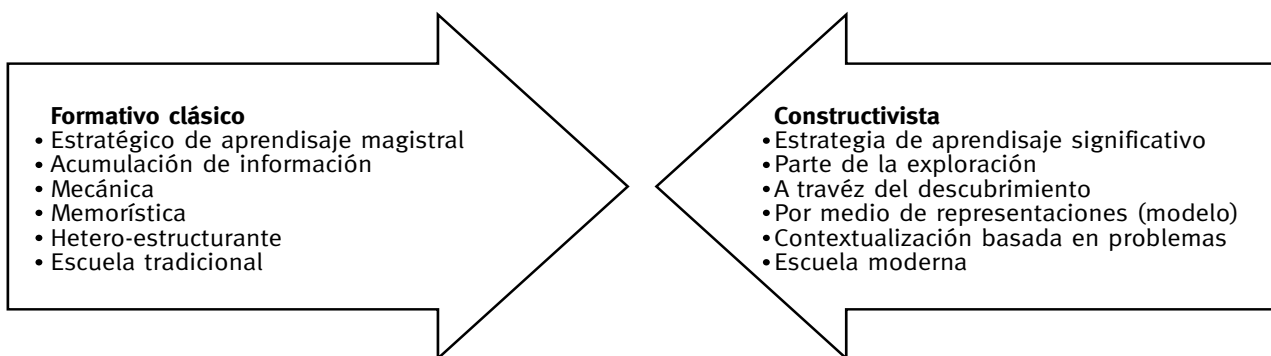 Formativo clásico
• Estratégico de aprendisaje magistral
• Acumulación de información
• Mecánica
• Memorística
• Hetero-estructurante
• Escuela tradicional
Constructivista
• Estrategia de aprendisaje significativo
• Parte de la exploración
• A travéz del descubrimiento
• Por medio de representaciones (modelo)
• Contextualización basada en problemas
• Escuela moderna